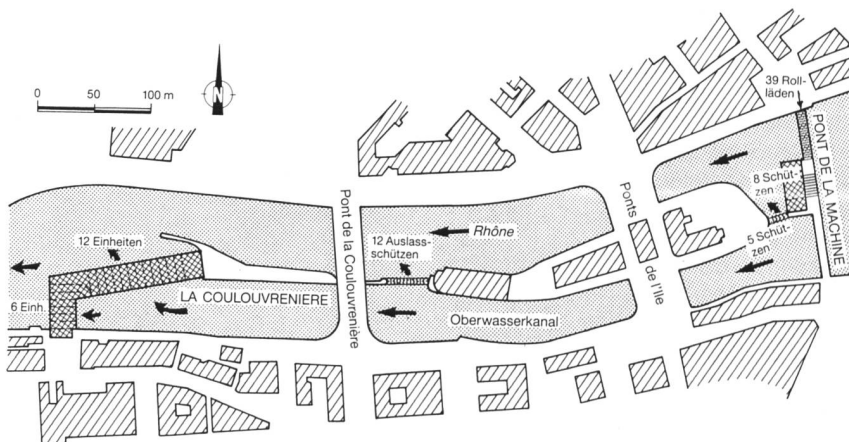 39 Roll-
läden
0 50 100 m
N
PONT DE LA MACHINE
8 Schüt-
zen
5 Schüt-
zen
Ponts
de l'Ile
Pont de la Coulouvrenière
Rhône
12 Auslass-
schützen
12 Einheiten
6 Einh.
LA COULOUVRENIERE
Oberwasserkanal